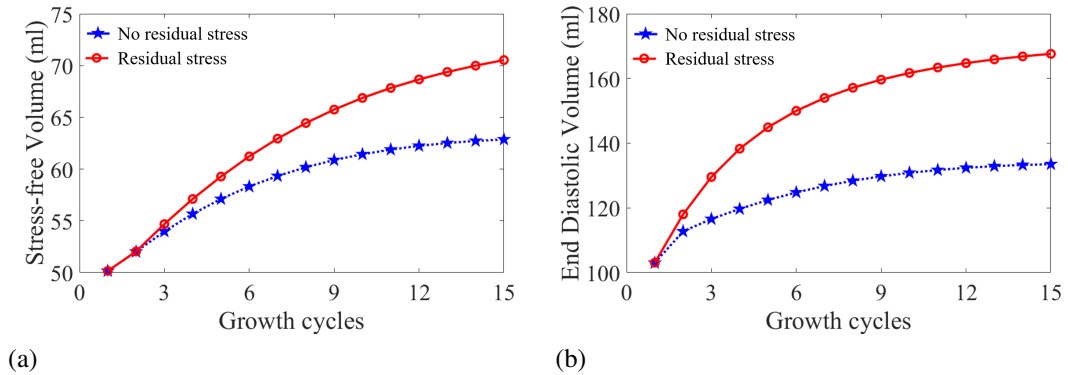 Stress-free Volume (ml)
75
70
65
60
55
50
No residual stress
Residual stress
0 3 6 9 12 15
Growth cycles
(a)
End Diastolic Volume (ml)
180
160
140
120
100
No residual stress
Residual stress
0 3 6 9 12 15
Growth cycles
(b)